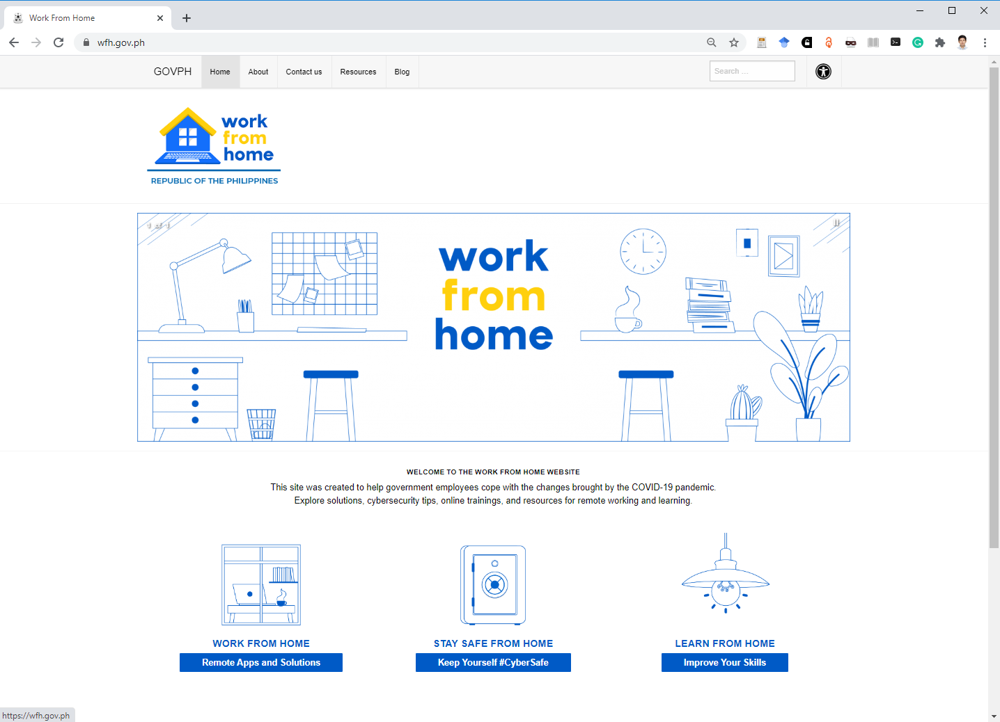 Work From Home
wfh.gov.ph
GOVPH
Home
About
Contact us
Resources
Blog
Search ...
work
from
home
REPUBLIC OF THE PHILIPPINES
1 of 1
work
from
home
WELCOME TO THE WORK FROM HOME WEBSITE
This site was created to help government employees cope with the changes brought by the COVID-19 pandemic.
Explore solutions, cybersecurity tips, online trainings, and resources for remote working and learning.
WORK FROM HOME
Remote Apps and Solutions
STAY SAFE FROM HOME
Keep Yourself #CyberSafe
LEARN FROM HOME
Improve Your Skills
https://wfh.gov.ph